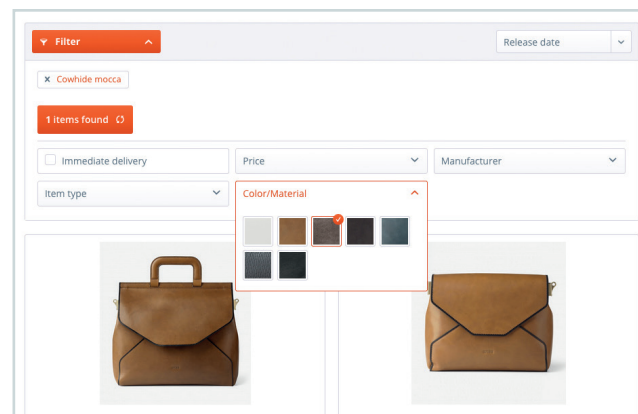 Filter
Release date
x Cowhide mocca
1 items found
Immediate delivery
Price
Manufacturer
Item type
Color/Material